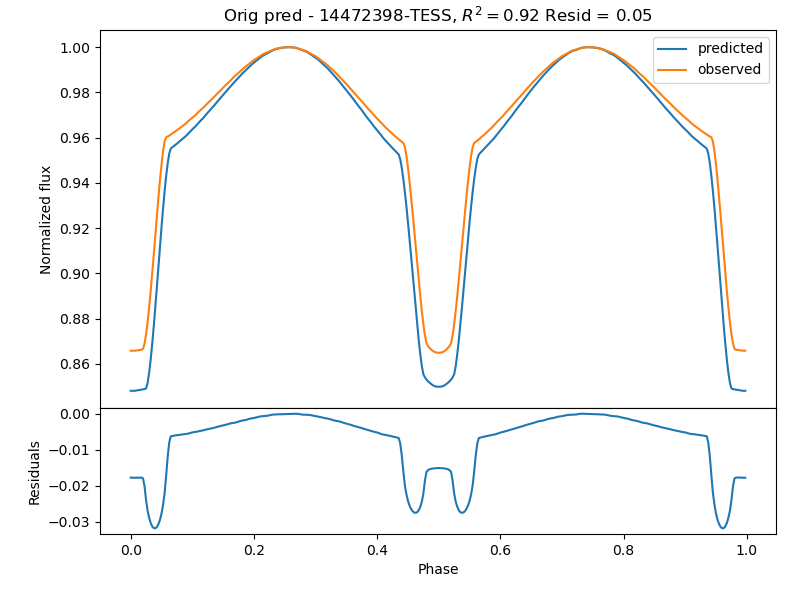 Orig pred - 14472398-TESS, R² = 0.92 Resid = 0.05
predicted
observed
Normalized flux
1.00
0.98
0.96
0.94
0.92
0.90
0.88
0.86
Residuals
0.00
−0.01
−0.02
−0.03
0.0 0.2 0.4 0.6 0.8 1.0
Phase